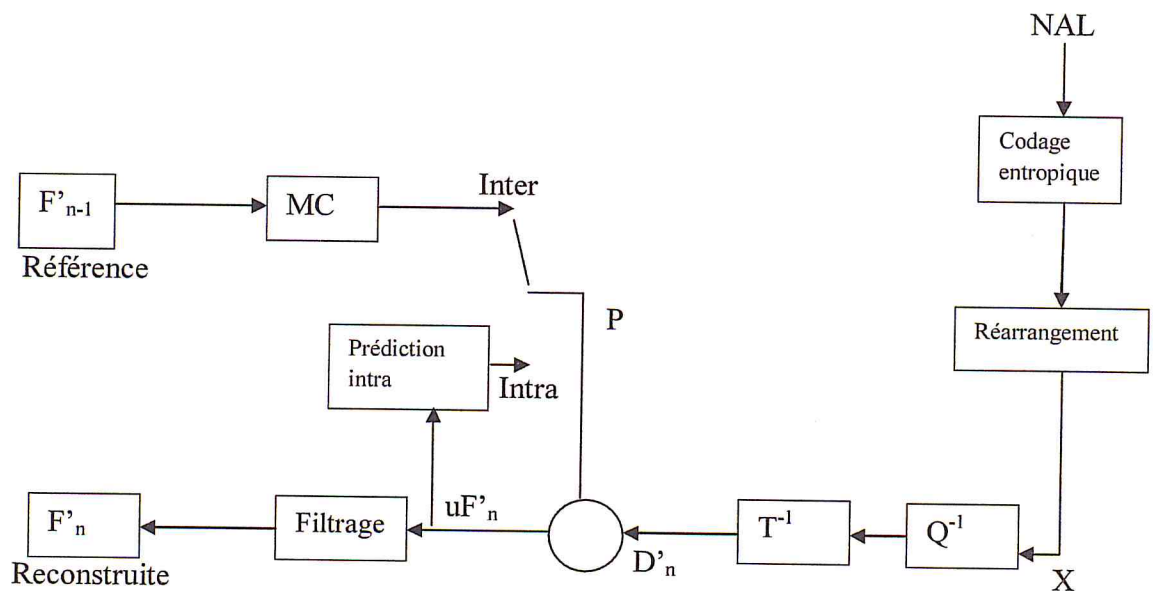 NAL
Codage
entropique
Inter
F'n-1
MC
Référence
P
Réarrangement
Prédiction
intra
Intra
uF'n
F'n
Filtrage
T-1
Q-1
D'n
Reconstruite
X